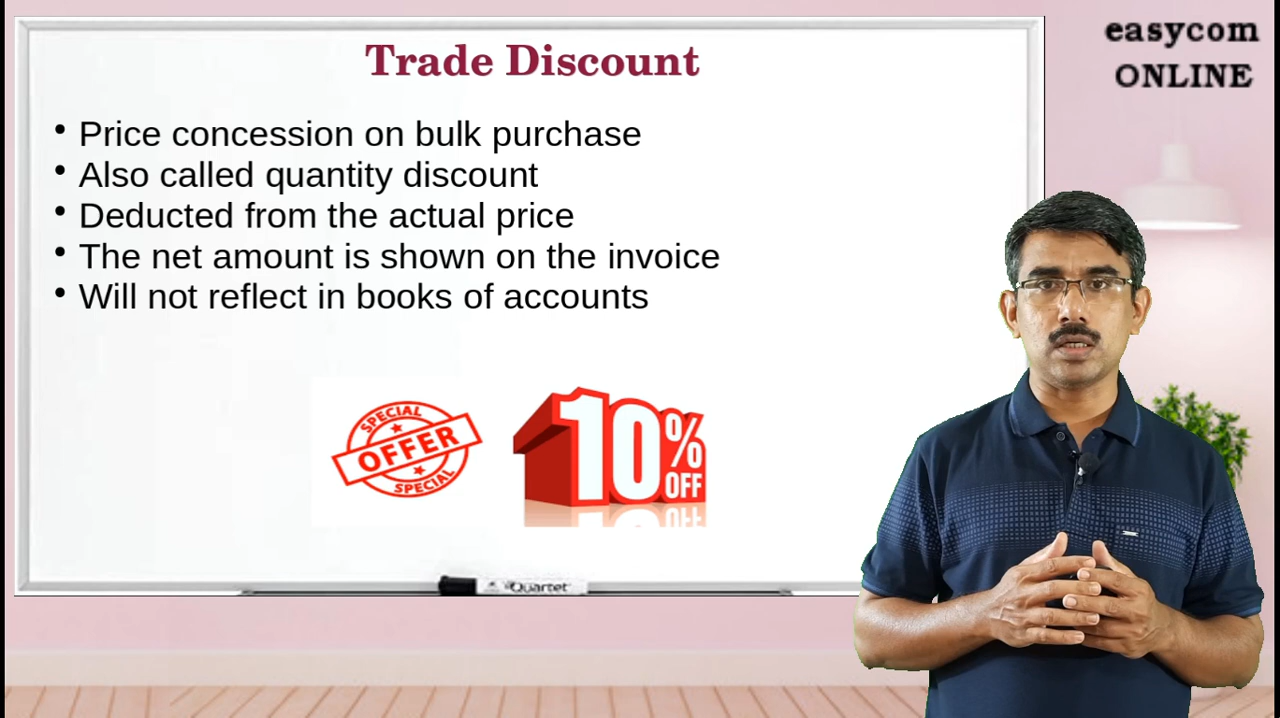 Trade Discount
• Price concession on bulk purchase
• Also called quantity discount
• Deducted from the actual price
• The net amount is shown on the invoice
• Will not reflect in books of accounts
SPECIAL
OFFER
SPECIAL
10%
OFF
Quartet
easycom
ONLINE